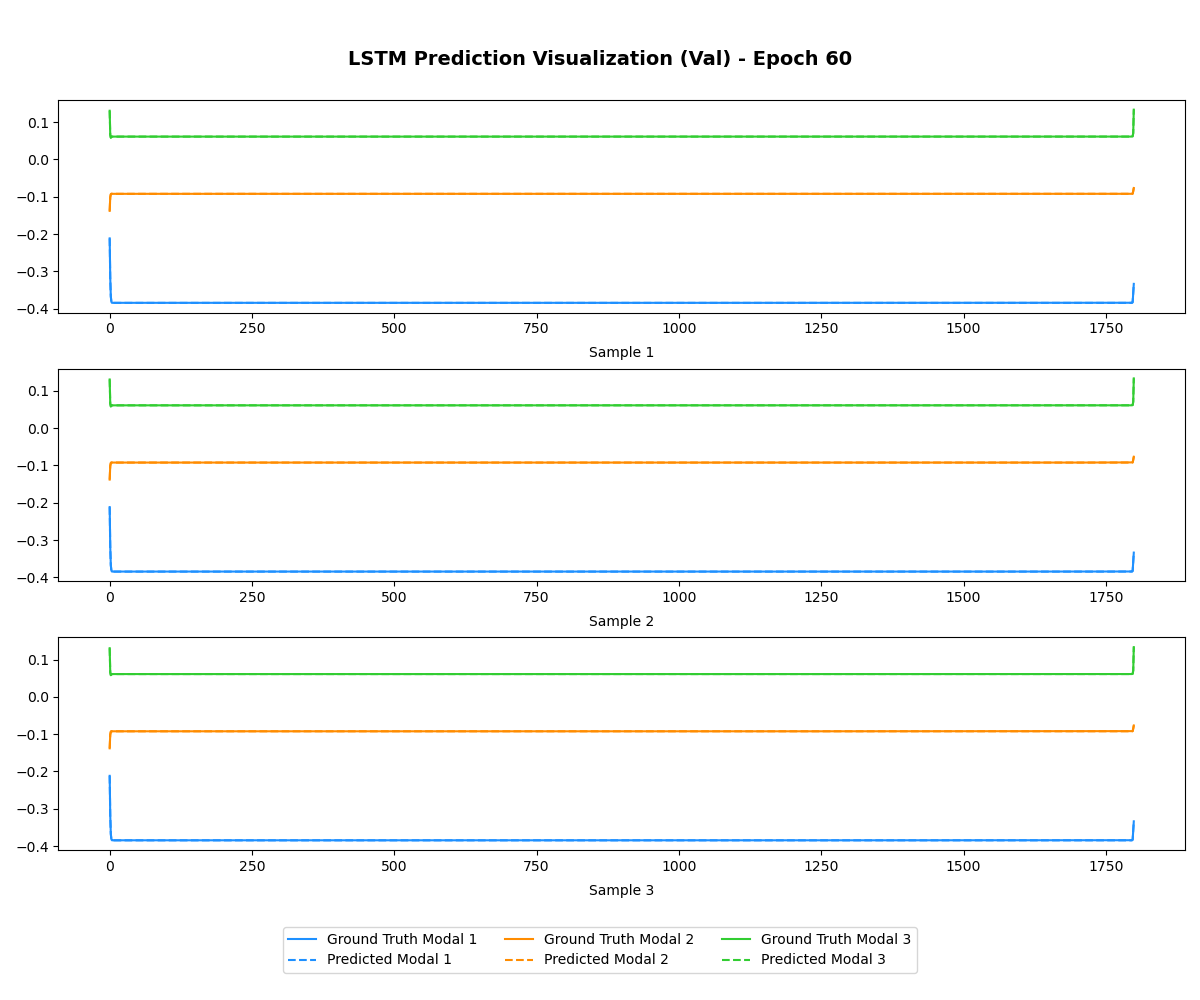 LSTM Prediction Visualization (Val) - Epoch 60
0.1
0.0
−0.1
−0.2
−0.3
−0.4
0 250 500 750 1000 1250 1500 1750
Sample 1
0.1
0.0
−0.1
−0.2
−0.3
−0.4
0 250 500 750 1000 1250 1500 1750
Sample 2
0.1
0.0
−0.1
−0.2
−0.3
−0.4
0 250 500 750 1000 1250 1500 1750
Sample 3
Ground Truth Modal 1 Ground Truth Modal 2 Ground Truth Modal 3
Predicted Modal 1 Predicted Modal 2 Predicted Modal 3